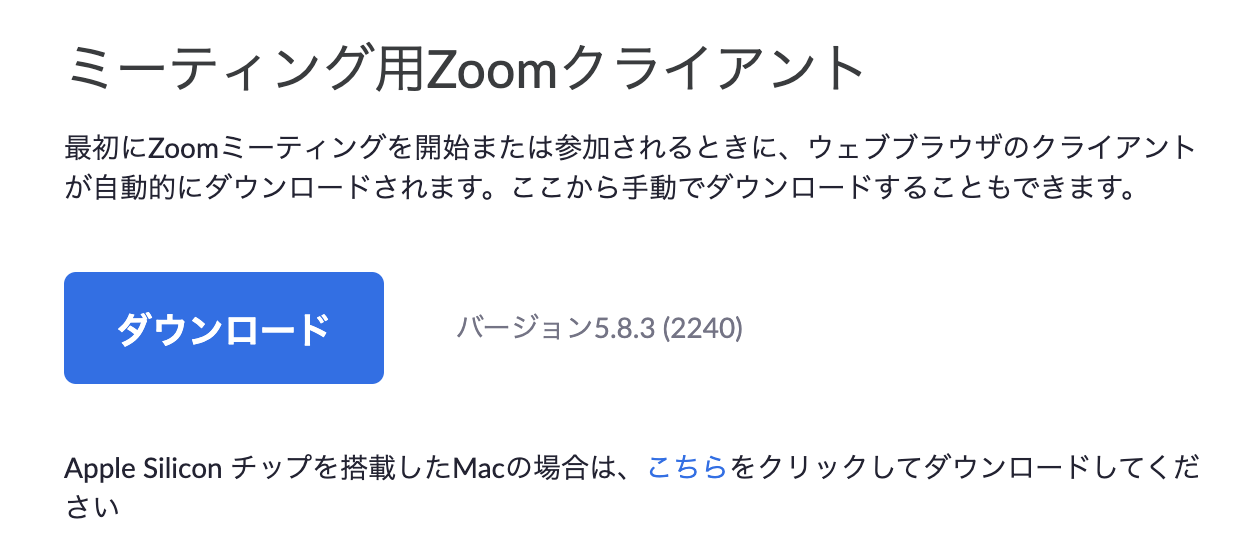 ミーティング用Zoomクライアント
最初にZoomミーティングを開始または参加されるときに、ウェブブラウザのクライアント
が自動的にダウンロードされます。ここから手動でダウンロードすることもできます。
ダウンロード
バージョン5.8.3 (2240)
Apple Silicon チップを搭載したMacの場合は、こちらをクリックしてダウンロードしてくだ
さい